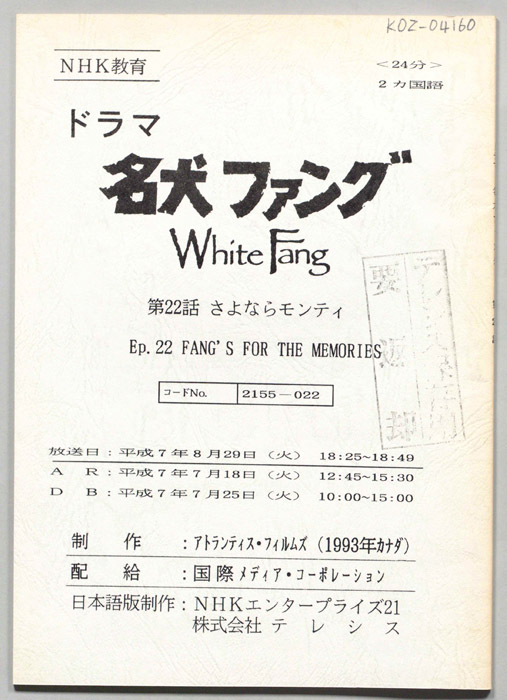 KOZ-04160
NHK教育
<24分>
2カ国語
ドラマ
名犬ファング
White Fang
第22話 さよならモンティ
Ep. 22 FANG'S FOR THE MEMORIES
コードNo. 2155-022
放送日:平成7年8月29日(火) 18:25~18:49
A R:平成7年7月18日(火) 12:45~15:30
D B:平成7年7月25日(火) 10:00~15:00
制 作 :アトランティス・フィルムズ (1993年カナダ)
配 給 :国際メディア・コーポレーション
日本語版制作:NHKエンタープライズ21
株式会社 テレシス
要返却